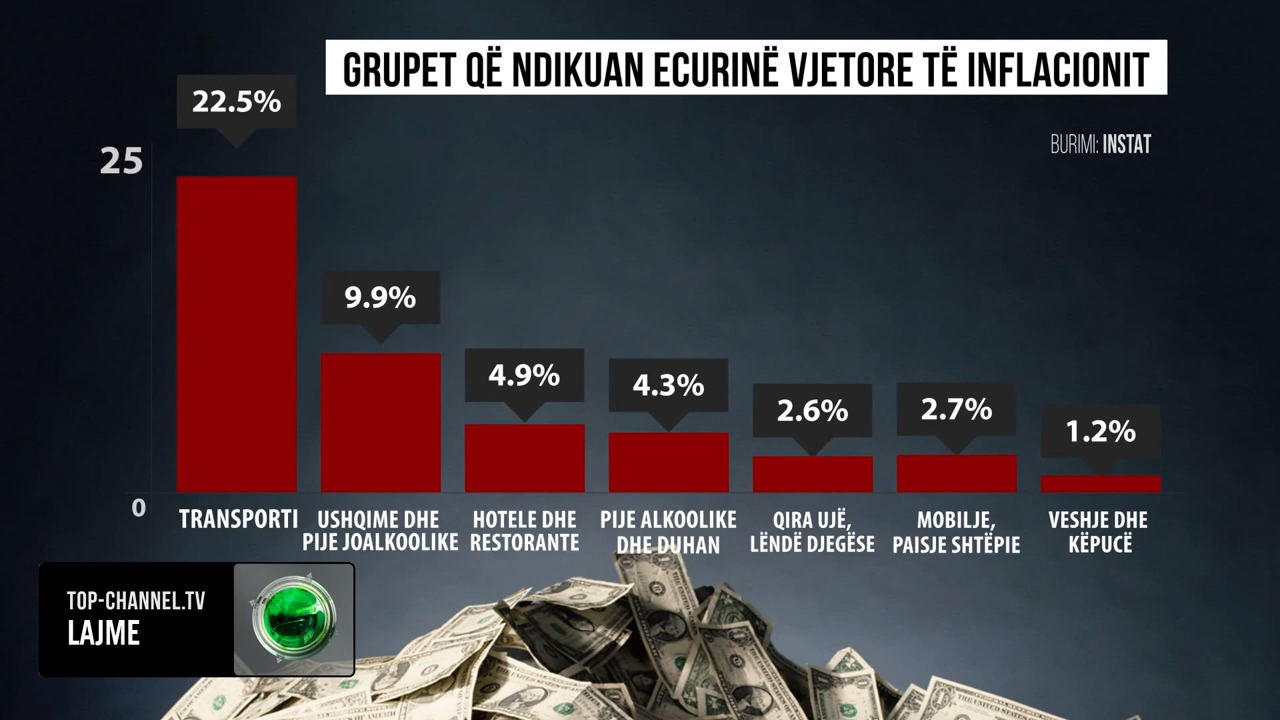 GRUPET QË NDIKUAN ECURINË VJETORE TË INFLACIONIT
BURIMI: INSTAT
25
0
22.5%
9.9%
4.9%
4.3%
2.6%
2.7%
1.2%
TRANSPORTI
USHQIME DHE
PIJE JOALKOOLIKE
HOTELE DHE
RESTORANTE
PIJE ALKOOLIKE
DHE DUHAN
QIRA UJË,
LËNDË DJEGËSE
MOBILJE,
PAISJE SHTËPIE
VESHJE DHE
KËPUCË
TOP-CHANNEL.TV
LAJME